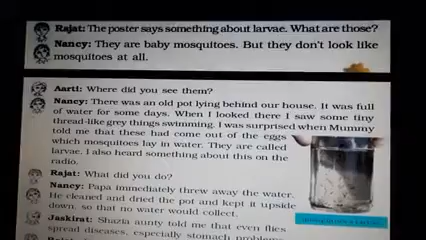 Rajat: The poster says something about larvae. What are those?
Nancy: They are baby mosquitoes. But they don't look like
mosquitoes at all.
Aarti: Where did you see them?
Nancy: There was an old pot lying behind our house. It was full
of water for some days. When I looked there I saw some tiny
thread-like grey things swimming. I was surprised when Mummy
told me that these had come out of the eggs
which mosquitoes lay in water. They are called
larvae. I also heard something about this on the
radio.
Rajat: What did you do?
Nancy: Papa immediately threw away the water.
He cleaned and dried the pot and kept it upside
down, so that no water would collect.
Jaskirat: Shazia aunty told me that even flies
spread diseases, especially stomach problems.